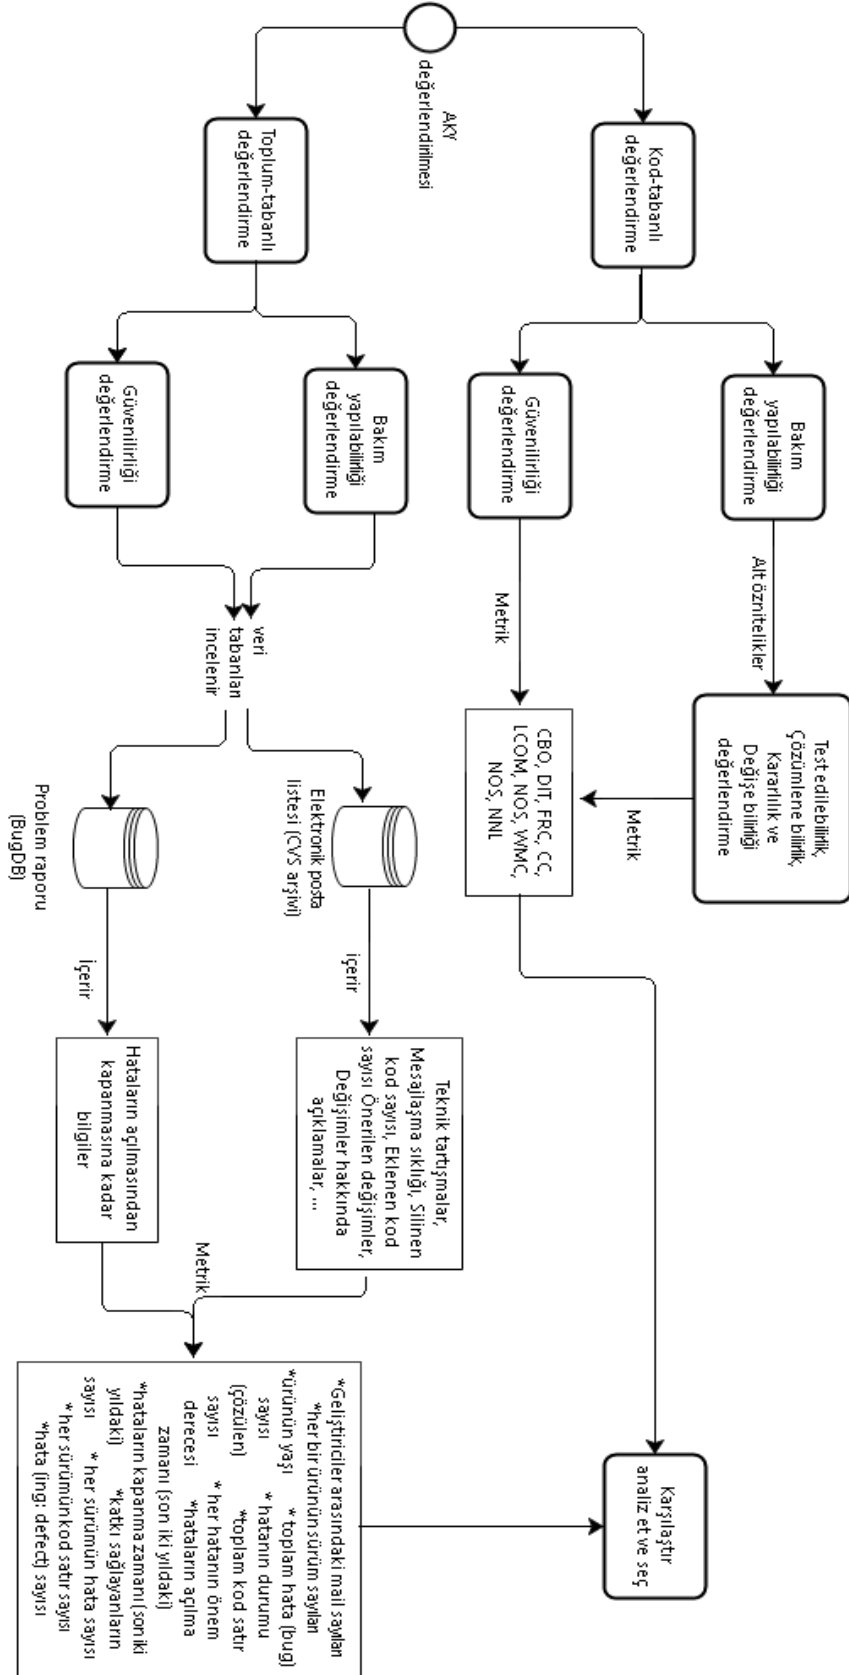 AKY
değerlendirilmesi
Kod-tabanlı
değerlendirme
Toplum-tabanlı
değerlendirme
Bakım
yapılabilirliği
değerlendirme
Güvenilirliği
değerlendirme
Bakım
yapılabilirliği
değerlendirme
Güvenilirliği
değerlendirme
Alt öznitelikler
Metrik
Test edilebilirlik,
Çözümlene bilirlik,
Kararlılık ve
Değişe bilirliği
değerlendirme
Metrik
CBO, DIT, FRC, CC,
LCOM, NOS, WMC,
NOS, NNL
veri
tabanları
incelenir
Elektronik posta
listesi (CVS arşivi)
Problem raporu
(BugDB)
içerir
İçerir
Teknik tartışmalar,
Mesajlaşma sıklığı, Silinen
kod sayısı, Eklenen kod
sayısı Önerilen değişimler,
Değişimler hakkında
açıklamalar, ...
Hataların açılmasından
kapanmasına kadar
bilgiler
Metrik
*Geliştiriciler arasındaki mail sayıları
*her bir ürünün sürüm sayıları
*ürünün yaşı * toplam hata (bug)
sayısı * hatanın durumu
(çözülen) *toplam kod satır
sayısı * her hatanın önem
derecesi *hataların açılma
zamanı (son iki yıldaki)
*hataların kapanma zamanı (son iki
yıldaki) *katkı sağlayanların
sayısı * her sürümün hata sayısı
*her sürümün kod satır sayısı
*hata (ing: defect) sayısı
Karşılaştır
analiz et ve seç